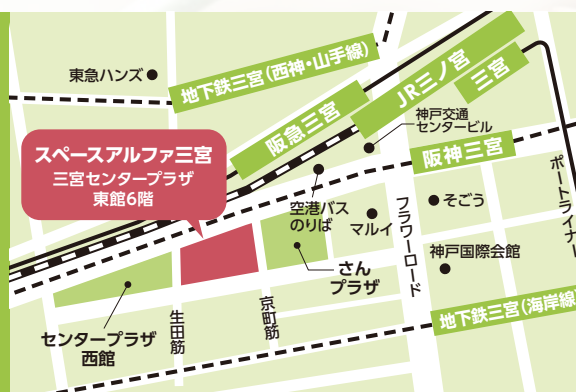 東急ハンズ
地下鉄三宮(西神・山手線)
阪急三宮
JR三ノ宮
三宮
神戸交通
センタービル
阪神三宮
スペースアルファ三宮
三宮センタープラザ
東館6階
空港バス
のりば
マルイ
フラワーロード
そごう
ポートライナー
神戸国際会館
さん
プラザ
センタープラザ
西館
生田筋
京町筋
地下鉄三宮(海岸線)